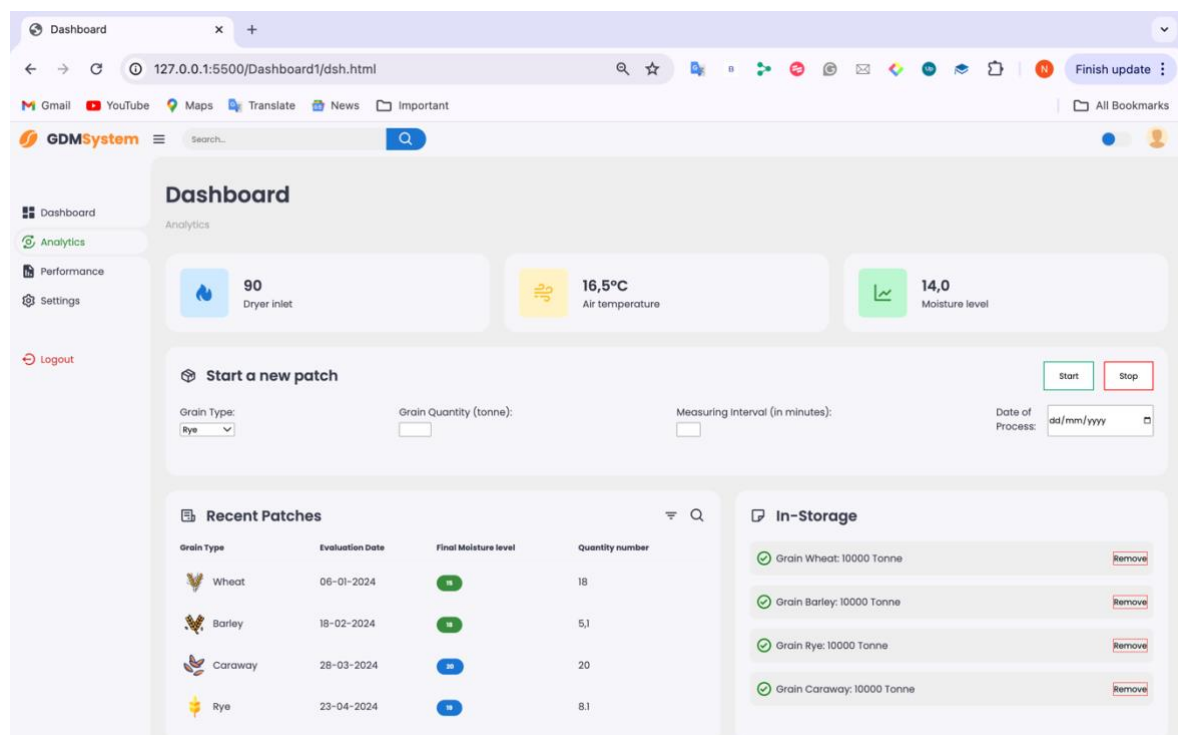 Dashboard
127.0.0.1:5500/Dashboard1/dsh.html
Finish update
Gmail YouTube Maps Translate News Important All Bookmarks
GDMSystem Search...
Dashboard
Analytics
Performance
Settings
Logout
Dashboard
Analytics
90
Dryer inlet
16,5°C
Air temperature
14,0
Moisture level
Start a new patch
Start Stop
Grain Type:
Rye
Grain Quantity (tonne):
Measuring Interval (in minutes):
Date of
Process:
dd/mm/yyyy
Recent Patches
Grain Type Evaluation Date Final Moisture level Quantity number
Wheat 06-01-2024 18
Barley 18-02-2024 5,1
Caraway 28-03-2024 20 20
Rye 23-04-2024 8.1
In-Storage
Grain Wheat: 10000 Tonne Remove
Grain Barley: 10000 Tonne Remove
Grain Rye: 10000 Tonne Remove
Grain Caraway: 10000 Tonne Remove